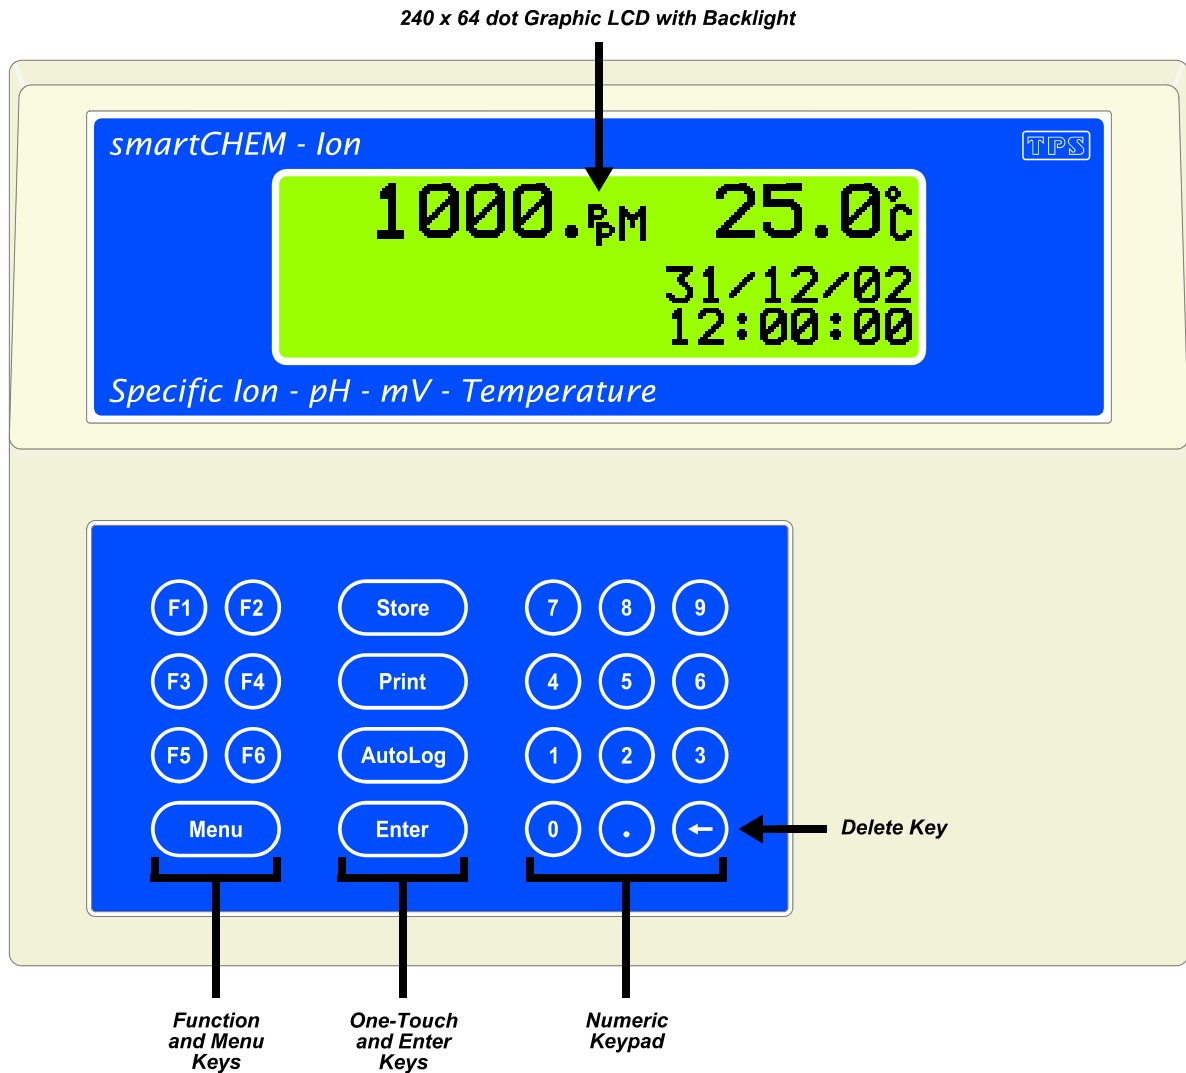 240 x 64 dot Graphic LCD with Backlight
smartCHEM - Ion
TPS
1000.ppM 25.0°C
31/12/02
12:00:00
Specific Ion - pH - mV - Temperature
F1 F2 Store 7 8 9
F3 F4 Print 4 5 6
F5 F6 AutoLog 1 2 3
Menu Enter 0 . ←
Delete Key
Function
and Menu
Keys
One-Touch
and Enter
Keys
Numeric
Keypad